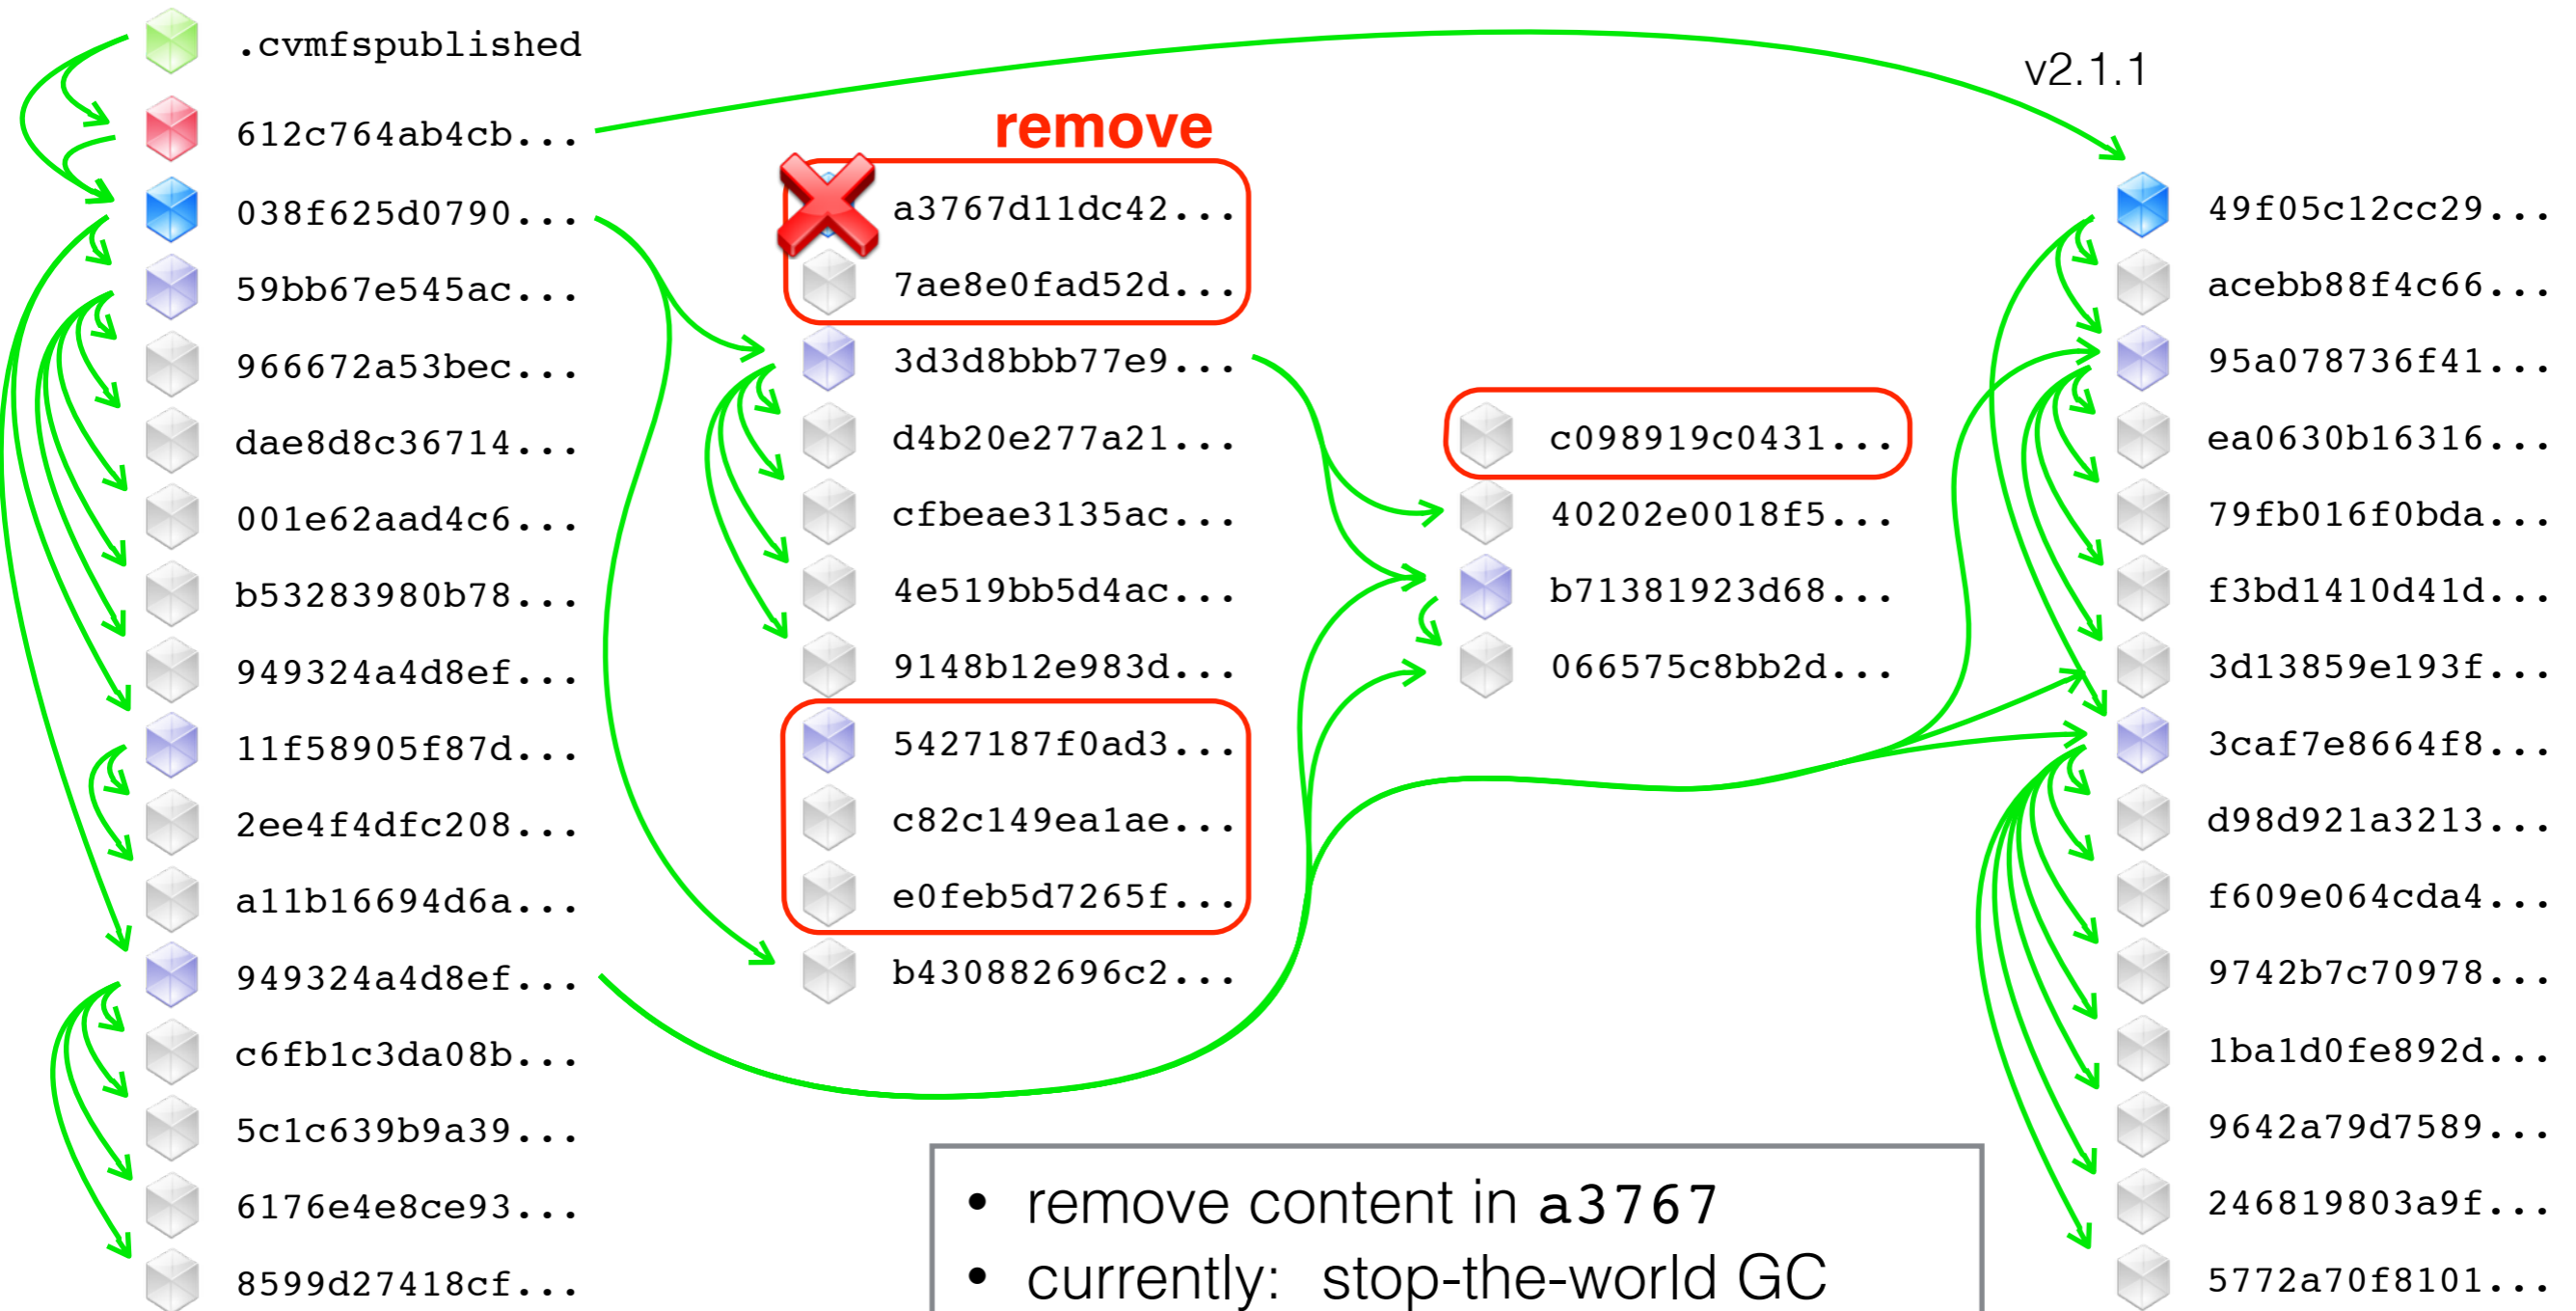 .cvmfspublished
612c764ab4cb...
038f625d0790...
59bb67e545ac...
966672a53bec...
dae8d8c36714...
001e62aad4c6...
b53283980b78...
949324a4d8ef...
11f58905f87d...
2ee4f4dfc208...
a11b16694d6a...
949324a4d8ef...
c6fb1c3da08b...
5c1c639b9a39...
6176e4e8ce93...
8599d27418cf...
remove
a3767d11dc42...
7ae8e0fad52d...
3d3d8bbb77e9...
d4b20e277a21...
cfbeae3135ac...
4e519bb5d4ac...
9148b12e983d...
5427187f0ad3...
c82c149ea1ae...
e0feb5d7265f...
b430882696c2...
c098919c0431...
40202e0018f5...
b71381923d68...
066575c8bb2d...
v2.1.1
49f05c12cc29...
acebb88f4c66...
95a078736f41...
ea0630b16316...
79fb016f0bda...
f3bd1410d41d...
3d13859e193f...
3caf7e8664f8...
d98d921a3213...
f609e064cda4...
9742b7c70978...
1ba1d0fe892d...
9642a79d7589...
246819803a9f...
5772a70f8101...
• remove content in a3767
• currently: stop-the-world GC